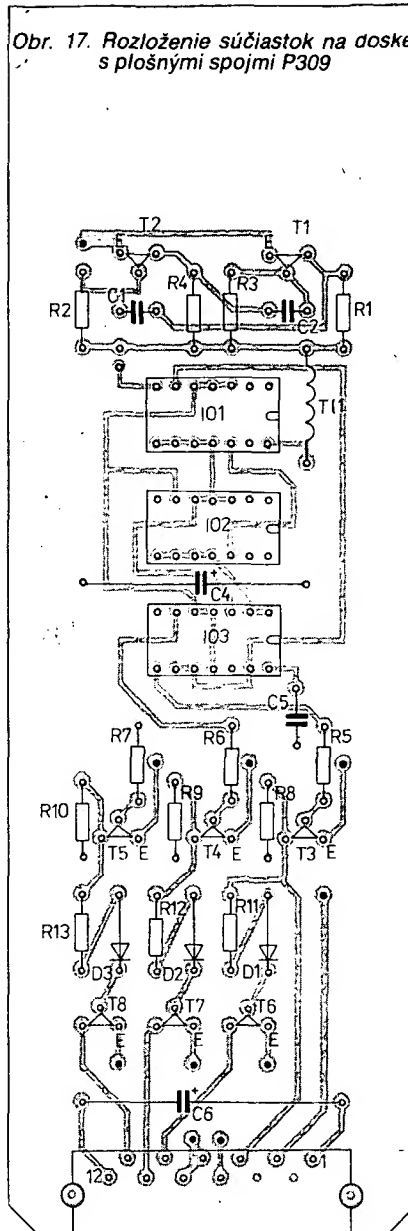 Obr. 17. Rozloženie súčiastok na doske
s plošnými spojmi P309
T2 T1
E E
R2 C1 R4 R3 C2 R1
IO1 Tl1
IO2
C4 +
IO3
C5
R7 R6 R5
R10 R9 R8
T5 E T4 E T3 E
R13 R12 R11
D3 D2 D1
T8 T7 T6
E E E
C6 +
12 1